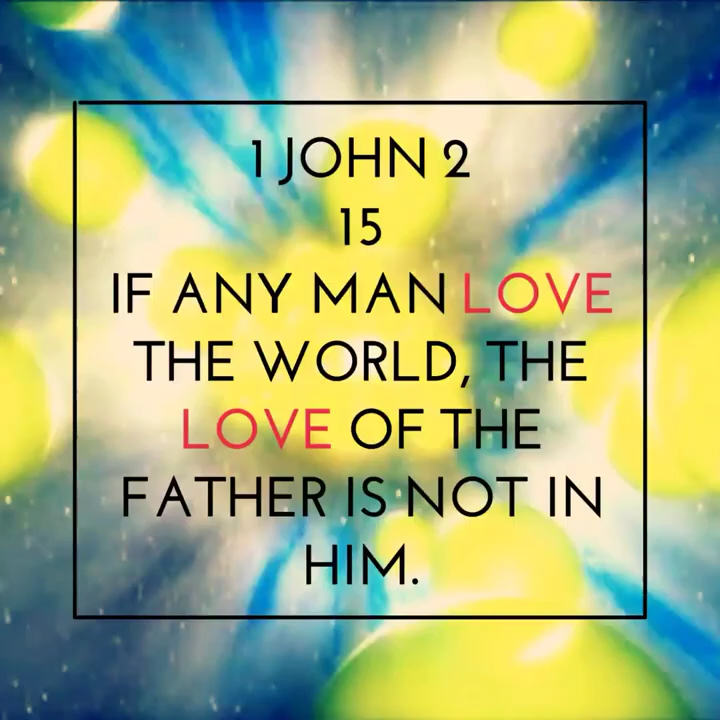 1 JOHN 2
15
IF ANY MAN LOVE
THE WORLD, THE
LOVE OF THE
FATHER IS NOT IN
HIM.